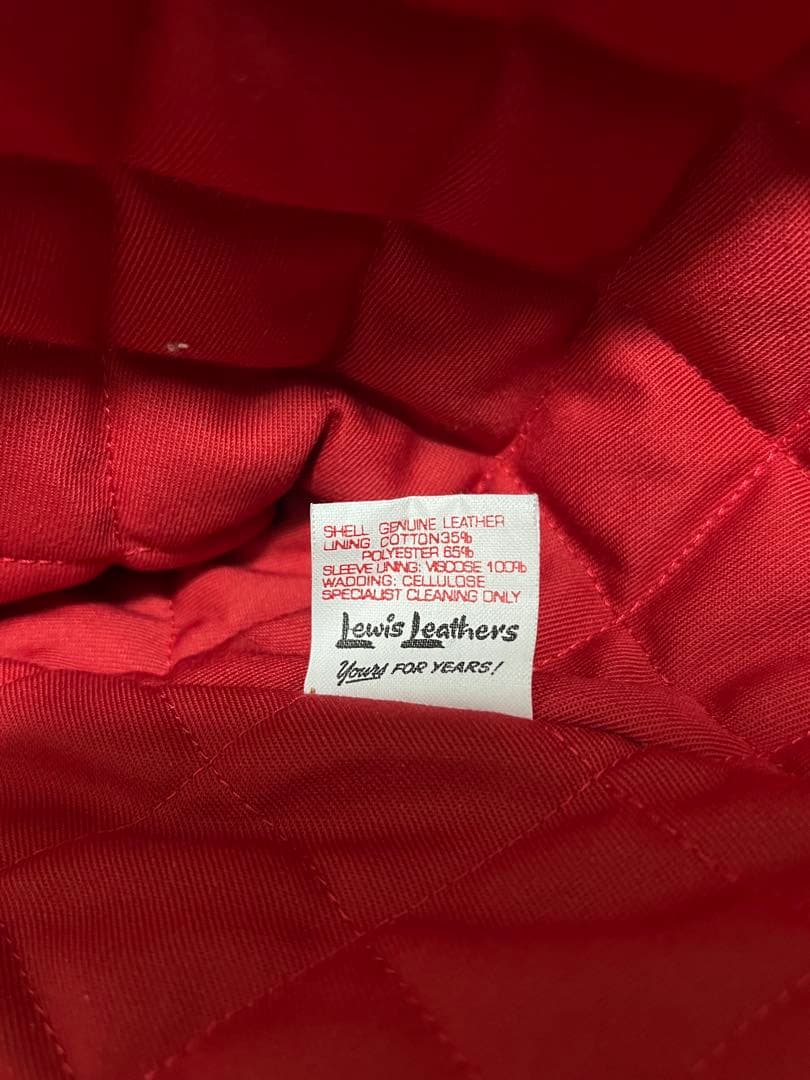 SHELL GENUINE LEATHER
LINING COTTON35%
POLYESTER 65%
SLEEVE LINING: VISCOSE 100%
WADDING: CELLULOSE
SPECIALIST CLEANING ONLY
Lewis Leathers
Yours FOR YEARS!